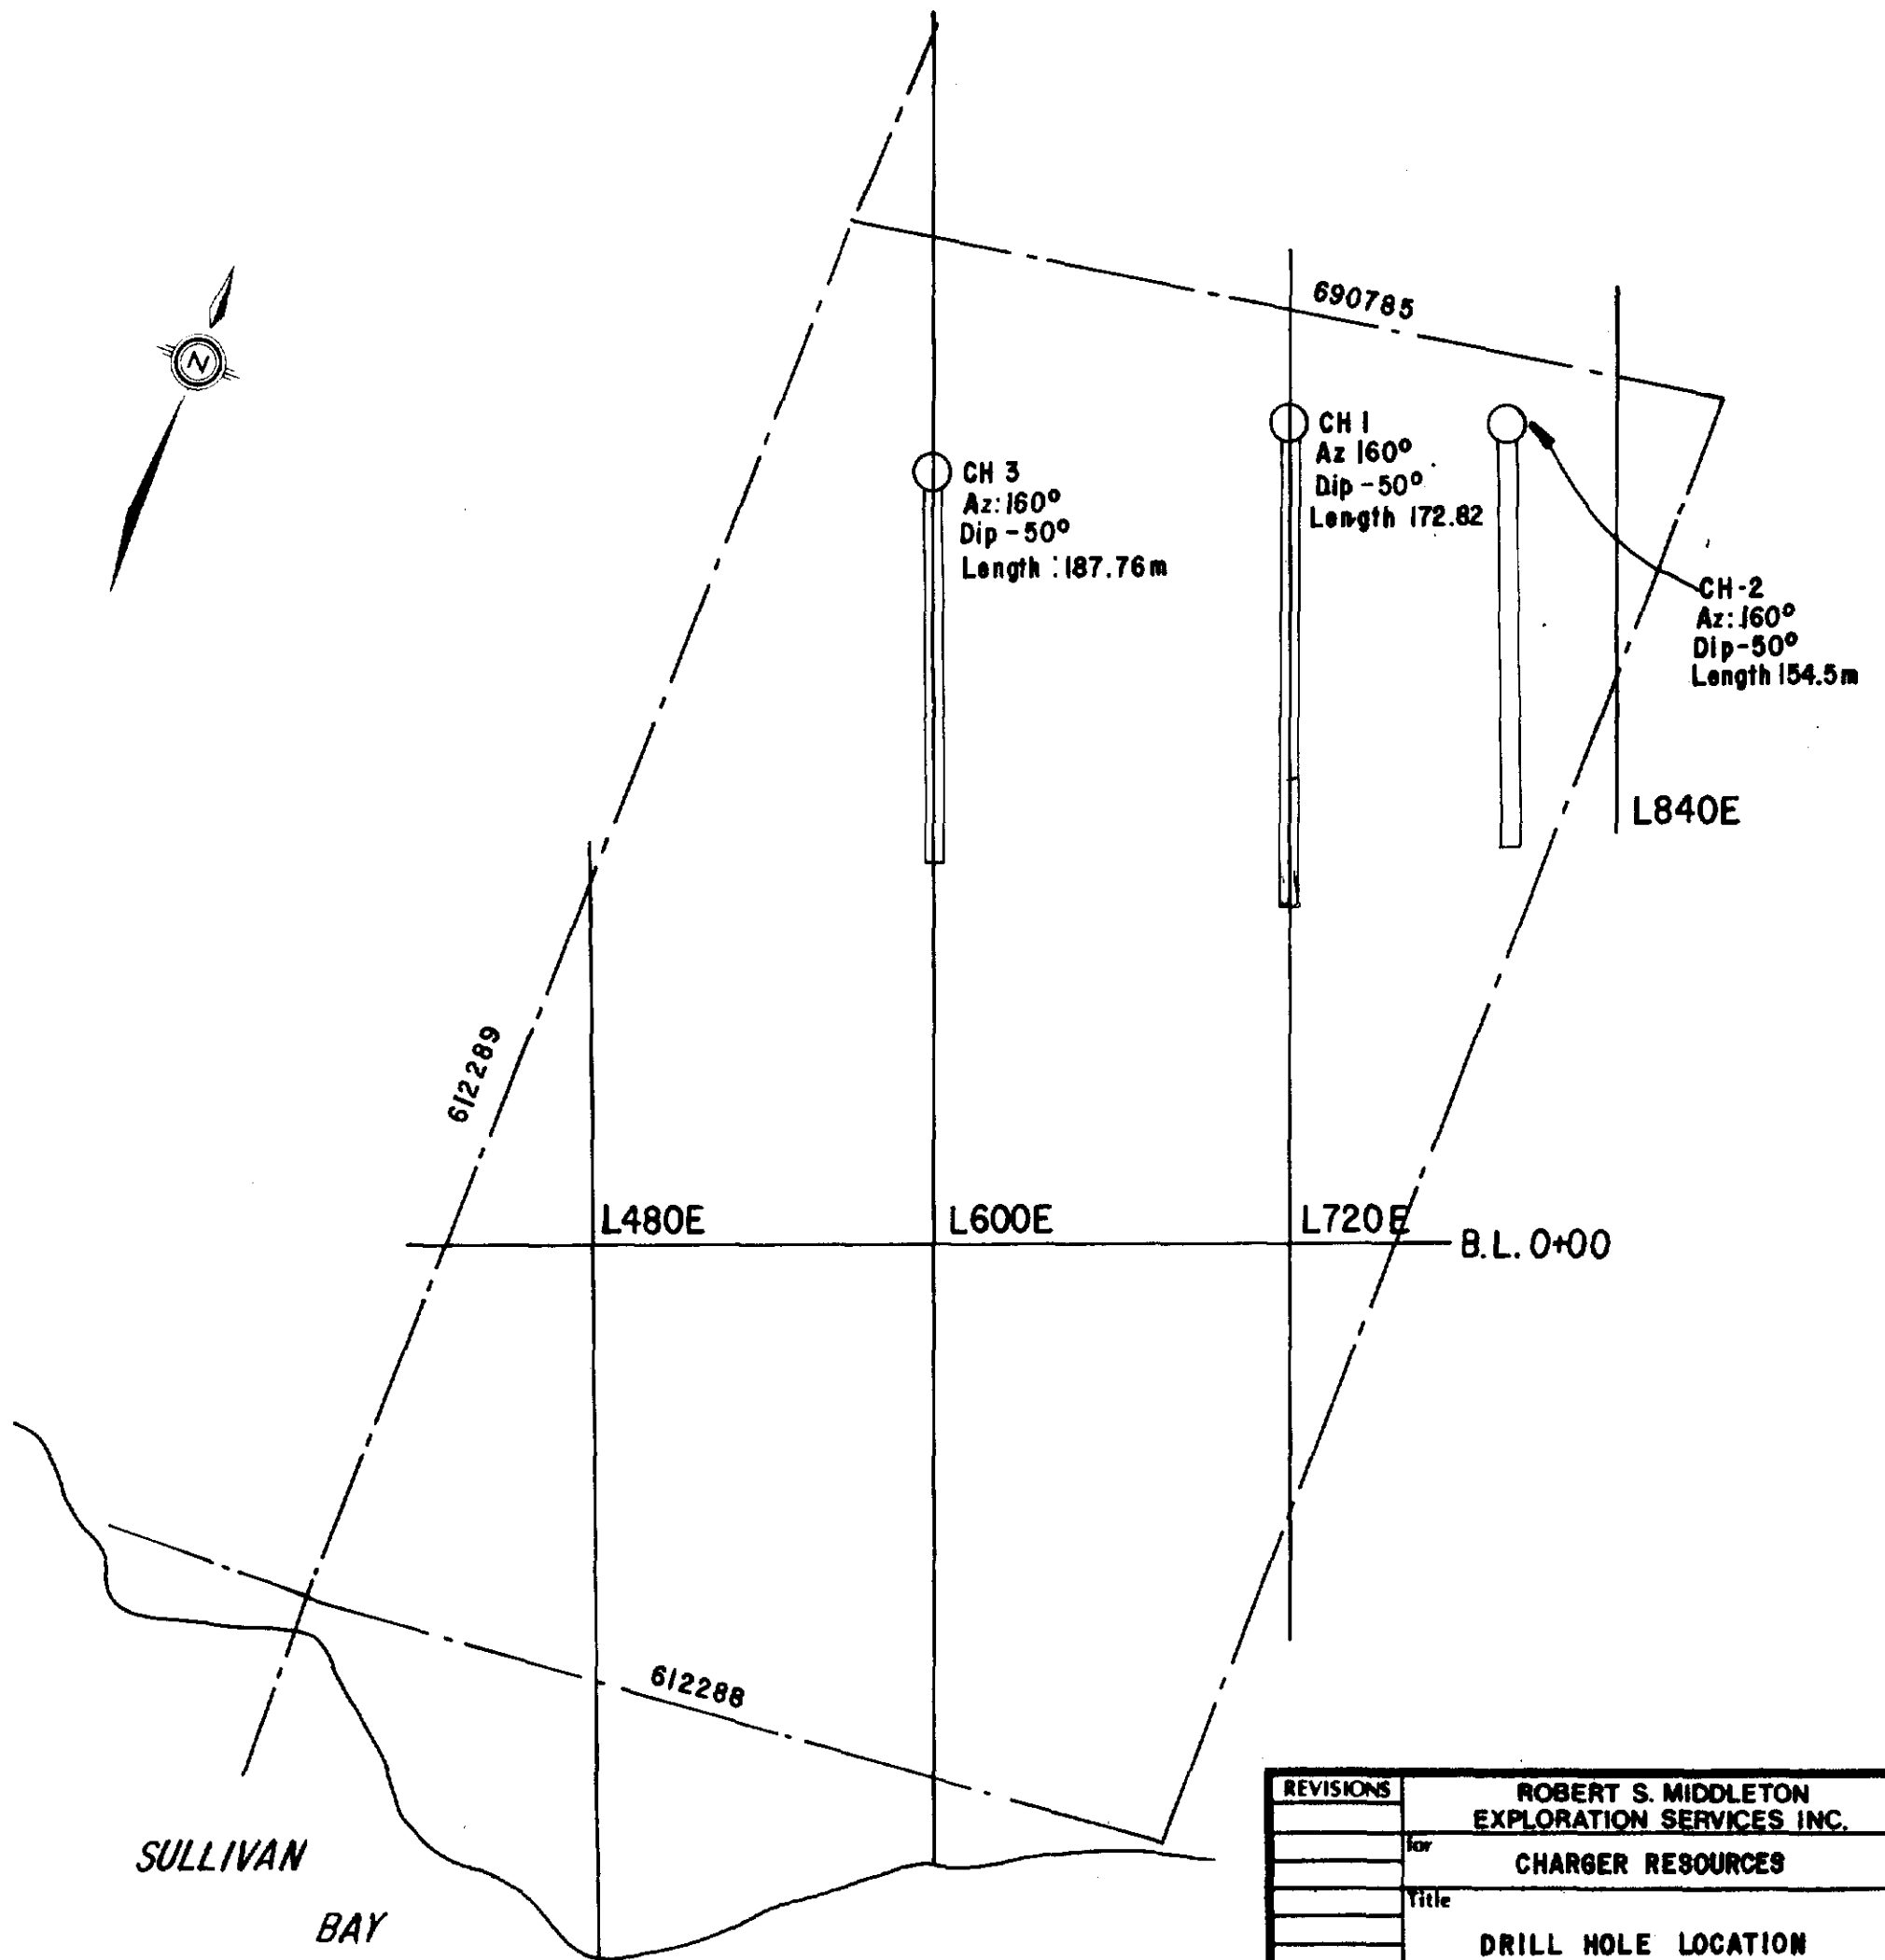 690785
N
CH 1
Az 160°
Dip -50°
Length 172.82
CH 3
Az: 160°
Dip -50°
Length : 187.76m
CH-2
Az: 160°
Dip-50°
Length 154.5m
L840E
612289
L480E
L600E
L720E
B.L. 0+00
612288
SULLIVAN
BAY
REVISIONS
ROBERT S. MIDDLETON
EXPLORATION SERVICES INC.
for
CHARGER RESOURCES
Title
DRILL HOLE LOCATION